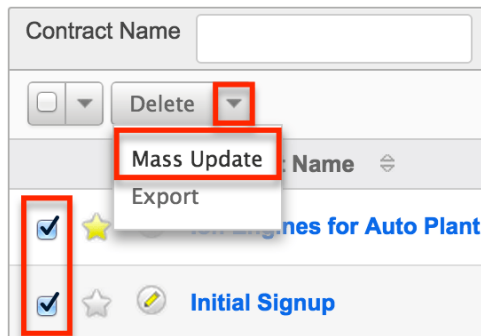 Contract Name
Delete
Mass Update
Name
Export
Engines for Auto Plant
Initial Signup